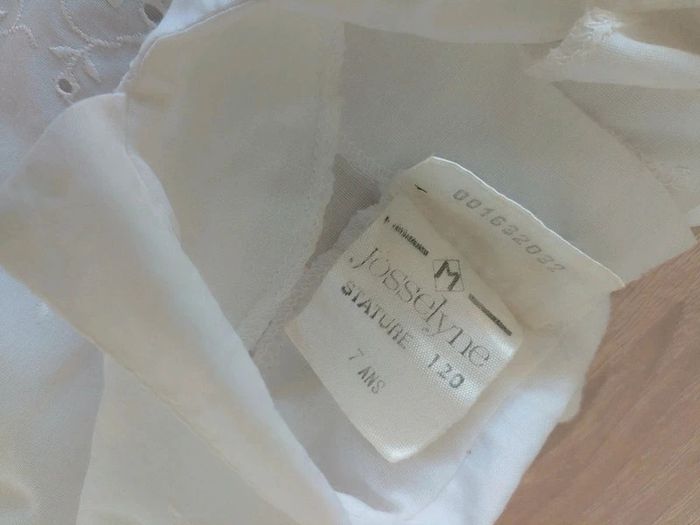 001632032
M
Josselyne
STATURE 120
7 ANS